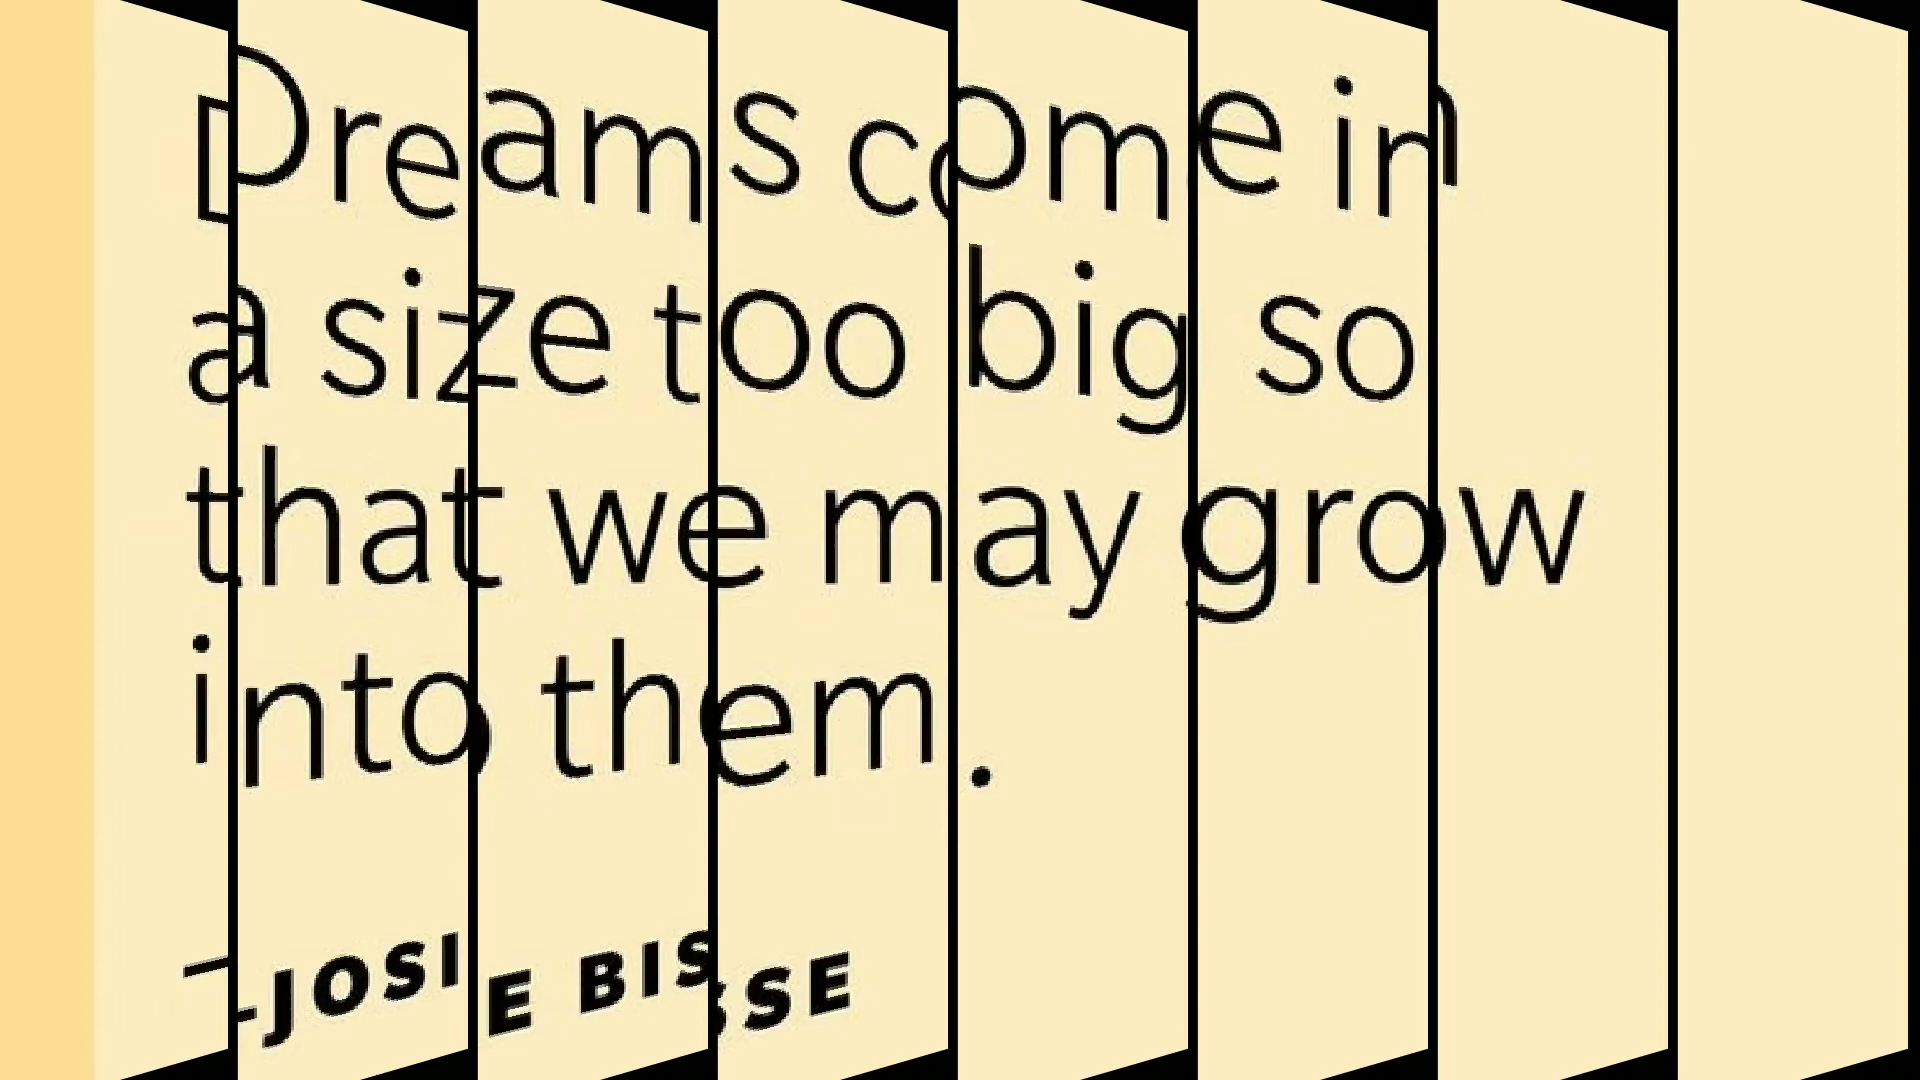 Dreams come in
a size too big so
that we may grow
into them.
—JOSIE BISSE